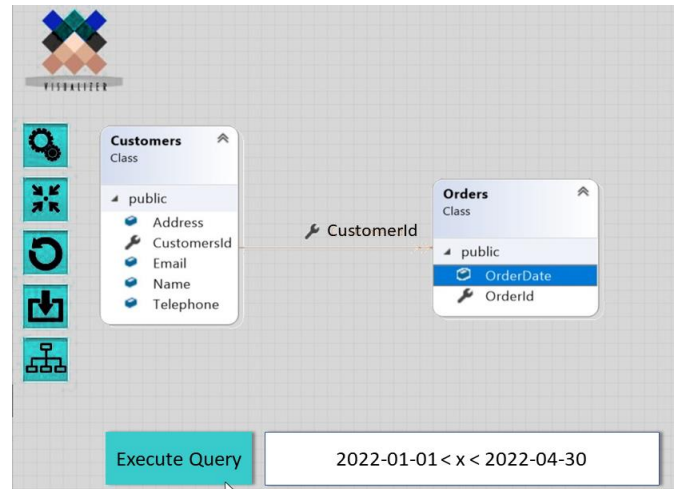 VISUALIZER
Customers
Class
public
Address
CustomersId
Email
Name
Telephone
CustomerId
Orders
Class
public
OrderDate
OrderId
Execute Query
2022-01-01 < x < 2022-04-30